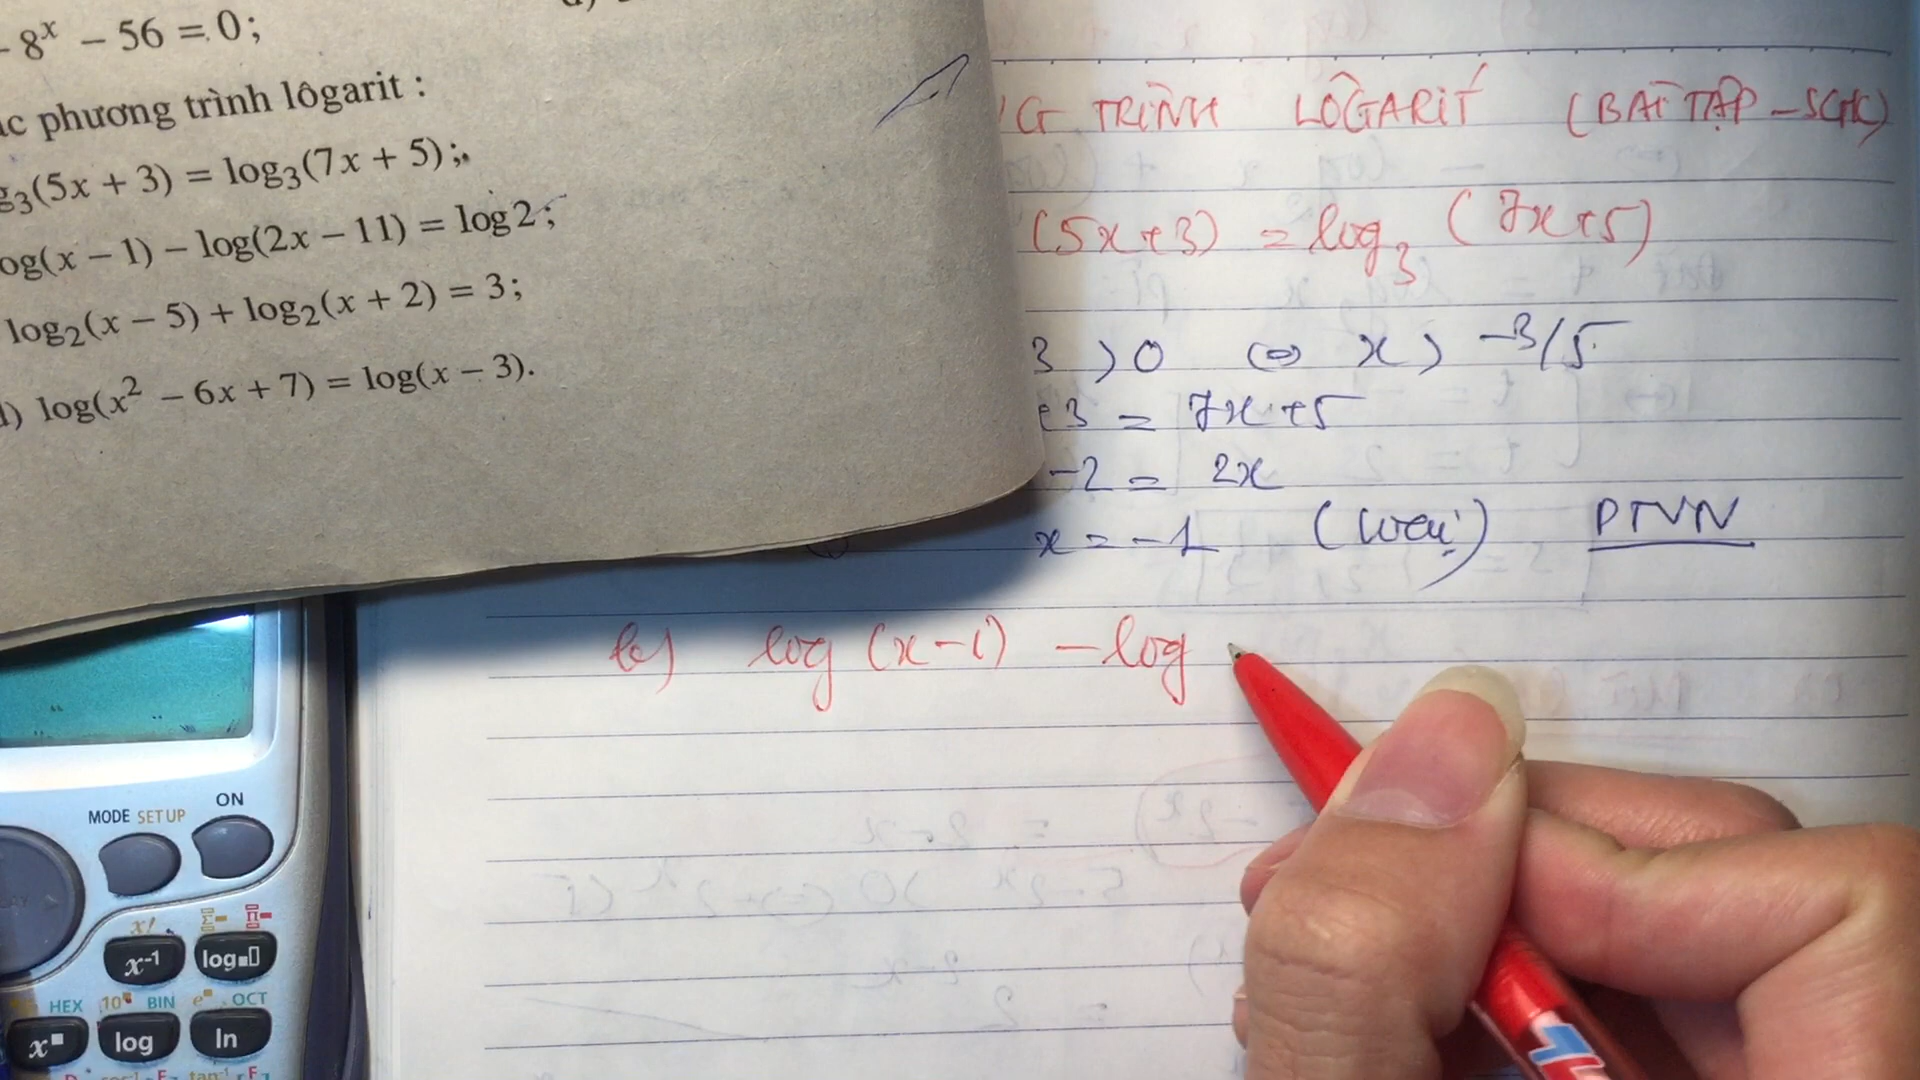 - 8ˣ - 56 = 0;
phương trình lôgarit :
(5x + 3) = log₃(7x + 5);
og(x - 1) - log(2x - 11) = log2;
log₂(x - 5) + log₂(x + 2) = 3;
log(x² - 6x + 7) = log(x - 3).
G TRÌNH LÔGARIT (BÀI TẬP - SGK)
(5x+3) = log₃ (7x+5)
3 > 0 ⇔ x > -3/5
+3 = 7x+5
-2 = 2x
x = -1 (loại) PTVN
b) log (x-1) - log
MODE SETUP ON
x! Σ Π
x⁻¹ log
HEX 10 BIN e OCT
x log ln